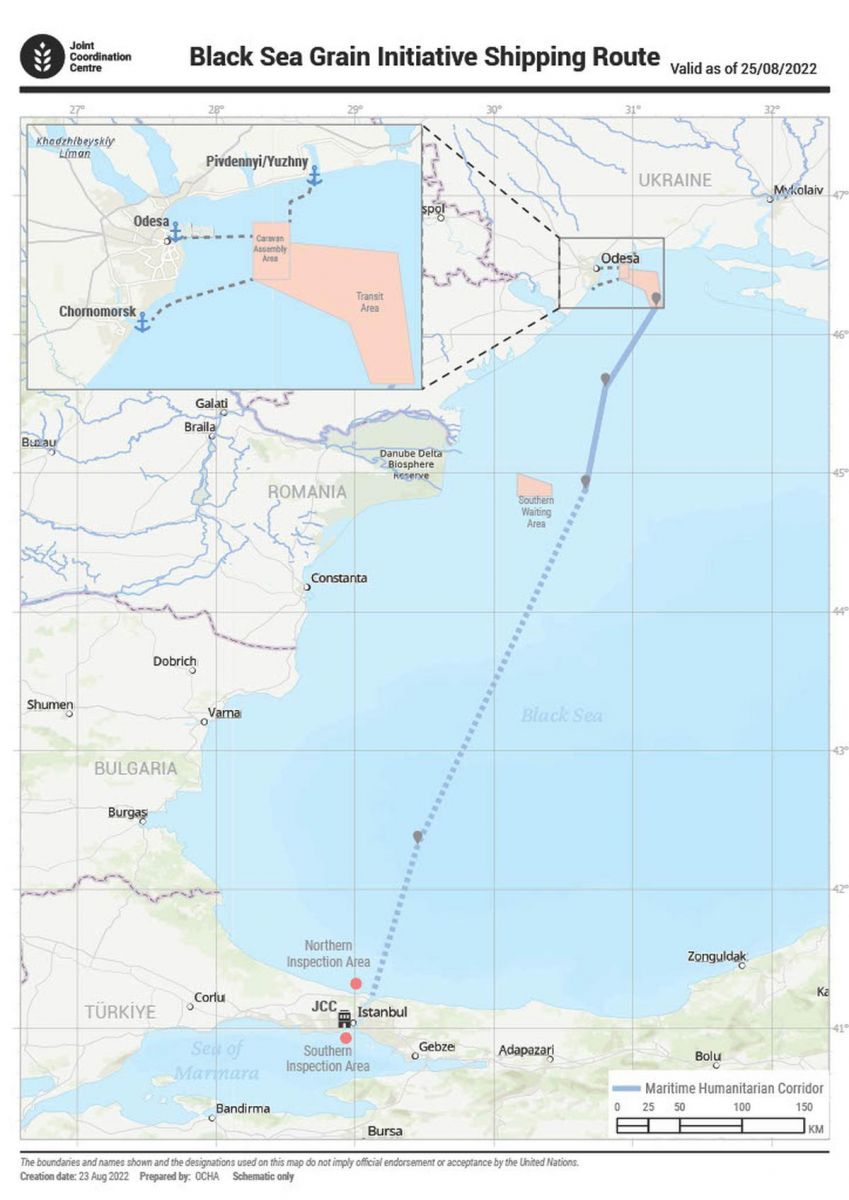 Joint
Coordination
Centre
Black Sea Grain Initiative Shipping Route
Valid as of 25/08/2022
27°
28°
29°
30°
31°
32°
Khadzhibeyskiy
Liman
Pivdennyi/Yuzhny
Odesa
Caravan
Assembly
Area
Transit
Area
Chornomorsk
spol
UKRAINE
Mykolaiv
47°
Odesa
46°
Galati
Braila
Buzau
Danube Delta
Biosphere
Reserve
45°
ROMANIA
Southern
Waiting
Area
Constanta
44°
Dobrich
Shumen
Varna
Black Sea
43°
BULGARIA
Burgas
42°
Northern
Inspection Area
Zonguldak
Ka
Corlu
TÜRKİYE
JCC
Istanbul
41°
Sea of
Marmara
Southern
Inspection Area
Gebze
Adapazari
Bolu
Bandirma
Bursa
Maritime Humanitarian Corridor
0 25 50 100 150
KM
The boundaries and names shown and the designations used on this map do not imply official endorsement or acceptance by the United Nations.
Creation date: 23 Aug 2022 Prepared by: OCHA Schematic only